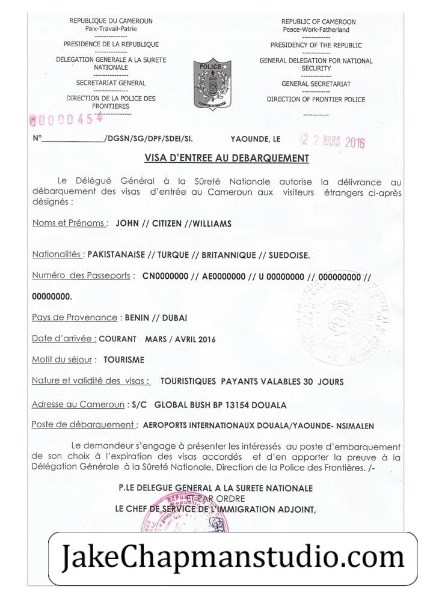 REPUBLIQUE DU CAMEROUN
Paix-Travail-Patrie
PRESIDENCE DE LA REPUBLIQUE
DELEGATION GENERALE A LA SURETE
NATIONALE
SECRETARIAT GENERAL
DIRECTION DE LA POLICE DES
FRONTIERES
REPUBLIC OF CAMEROON
Peace-Work-Fatherland
PRESIDENCY OF THE REPUBLIC
GENERAL DELEGATION FOR NATIONAL
SECURITY
GENERAL SECRETARIAT
DIRECTION OF FRONTIER POLICE
POLICE
00000454
N°____________/DGSN/SG/DPF/SDEI/SI. YAOUNDE, le 22 MARS 2016
VISA D'ENTREE AU DEBARQUEMENT
Le Délégué Général à la Sûreté Nationale autorise la délivrance au
débarquement des visas d'entrée au Cameroun aux visiteurs étrangers ci-après
désignés :
Noms et Prénoms : JOHN // CITIZEN //WILLIAMS
Nationalités : PAKISTANAISE // TURQUE // BRITANNIQUE // SUEDOISE.
Numéro des Passeports : CN0000000 // AE0000000 // U 00000000 // 000000000 //
00000000.
Pays de Provenance : BENIN // DUBAI
Date d'arrivée : COURANT MARS / AVRIL 2016
Motif du séjour : TOURISME
Nature et validité des visas : TOURISTIQUES PAYANTS VALABLES 30 JOURS
Adresse au Cameroun : S/C GLOBAL BUSH BP 13154 DOUALA
Poste de débarquement : AEROPORTS INTERNATIONAUX DOUALA/YAOUNDE- NSIMALEN
Le demandeur s'engage à présenter les intéressés au poste d'embarquement
de son choix à l'expiration des visas accordés et d'en apporter la preuve à la
Délégation Générale à la Sûreté Nationale, Direction de la Police des Frontières. /-
P.LE DELEGUE GENERAL A LA SURETE NATIONALE
ET PAR ORDRE
LE CHEF DE SERVICE DE L'IMMIGRATION ADJOINT,
JakeChapmanstudio.com